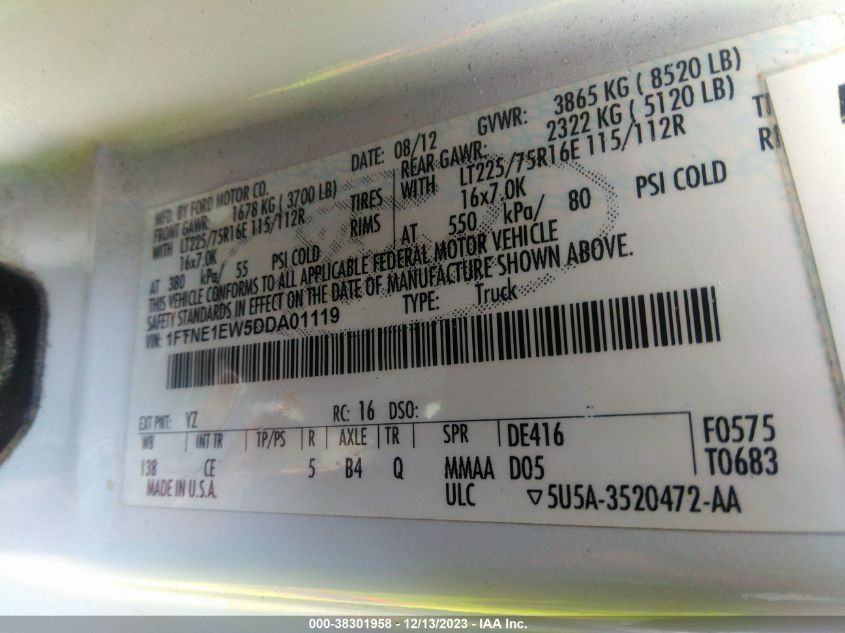 MFD. BY FORD MOTOR CO. DATE: 08/12 GVWR: 3865 KG ( 8520 LB)
FRONT GAWR: 1678 KG ( 3700 LB) REAR GAWR: 2322 KG ( 5120 LB)
WITH LT225/75R16E 115/112R TIRES WITH LT225/75R16E 115/112R
16x7.0K RIMS 16x7.0K
AT 380 kPa/ 55 PSI COLD AT 550 kPa/ 80 PSI COLD
THIS VEHICLE CONFORMS TO ALL APPLICABLE FEDERAL MOTOR VEHICLE
SAFETY STANDARDS IN EFFECT ON THE DATE OF MANUFACTURE SHOWN ABOVE.
VIN: 1FTNE1EW5DDA01119 TYPE: Truck
EXT PNT: YZ RC: 16 DSO:
WB INT TR TP/PS R AXLE TR SPR DE416 F0575
138 CE 5 B4 Q MMAA D05 T0683
MADE IN U.S.A. ULC ▽5U5A-3520472-AA
000-38301958 - 12/13/2023 - IAA Inc.